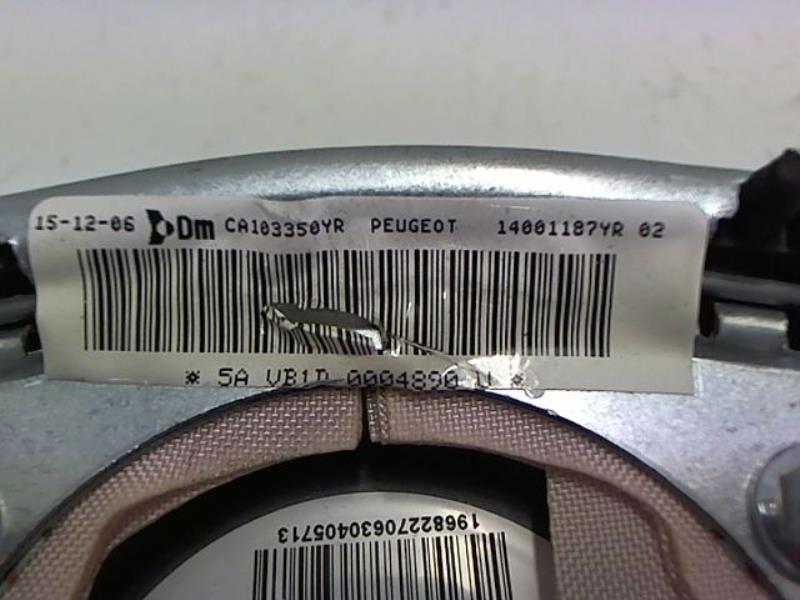 15-12-06 Dm CA103350YR PEUGEOT 14001187YR 02
* 5A VB1D 0004890 U *
19682270630405713